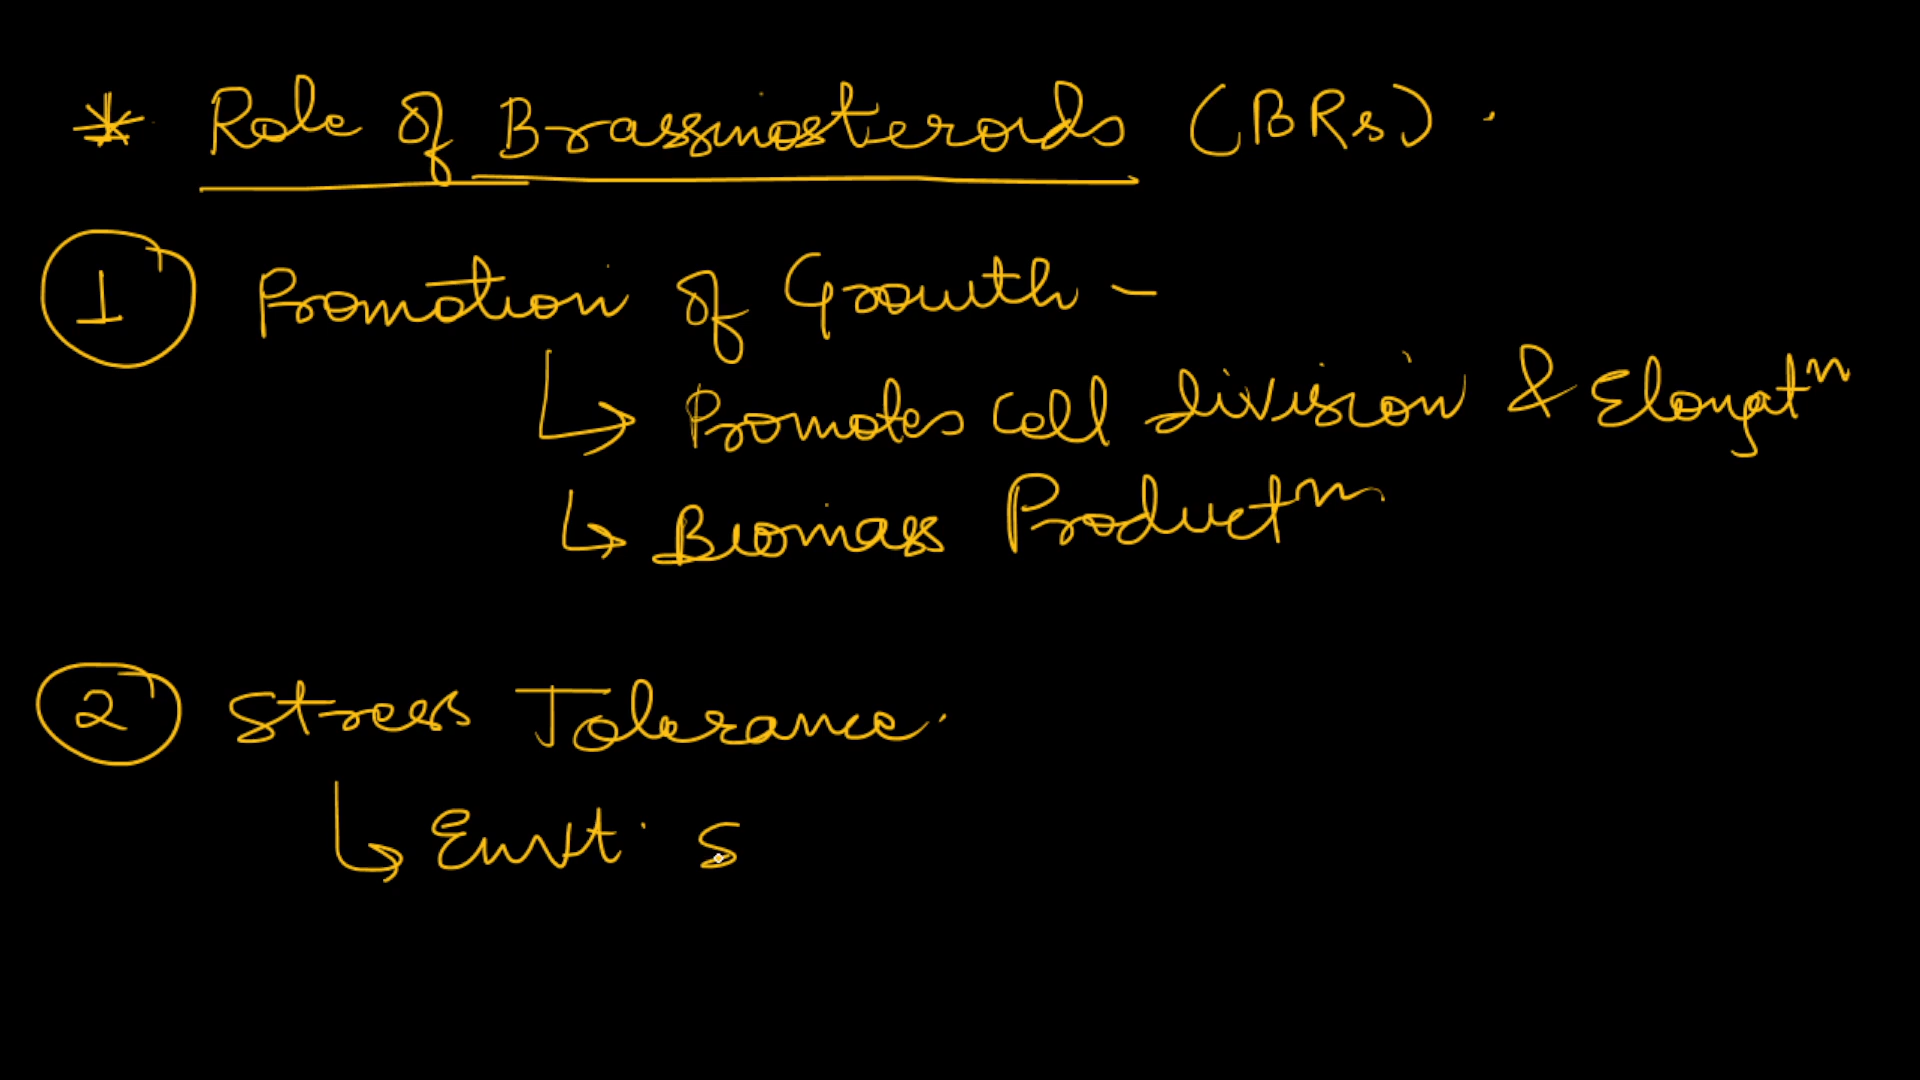 * Role of Brassinosteroids (BRs).
1 Promotion of Growth -
↳ Promotes cell division & Elongatⁿ
↳ Biomass Productⁿ
2 Stress Tolerance.
↳ Envt. S